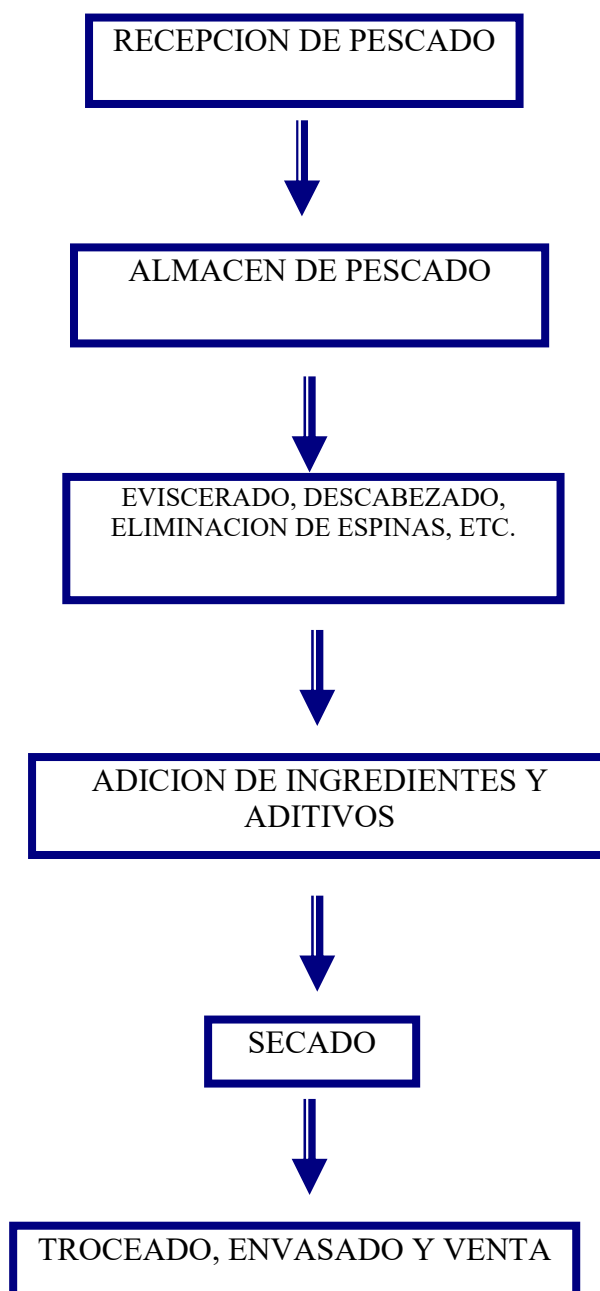 RECEPCION DE PESCADO
ALMACEN DE PESCADO
EVISCERADO, DESCABEZADO,
ELIMINACION DE ESPINAS, ETC.
ADICION DE INGREDIENTES Y
ADITIVOS
SECADO
TROCEADO, ENVASADO Y VENTA